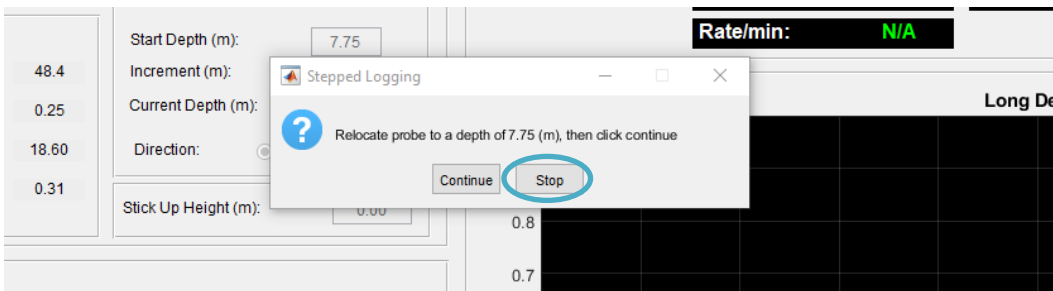 Rate/min: N/A
Start Depth (m): 7.75
48.4 Increment (m):
Stepped Logging
0.25 Current Depth (m):
Long De
Relocate probe to a depth of 7.75 (m), then click continue
18.60 Direction:
Continue Stop
0.31
Stick Up Height (m): 0.00
0.8
0.7